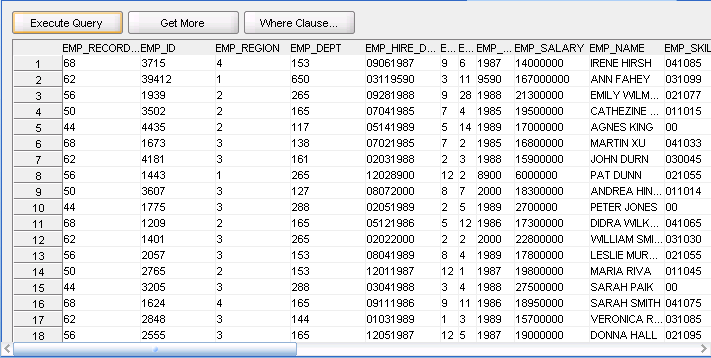 Execute Query Get More Where Clause...
EMP_RECORD... EMP_ID EMP_REGION EMP_DEPT EMP_HIRE_D... E... E... EMP_... EMP_SALARY EMP_NAME EMP_SKIL
1 68 3715 4 153 09061987 9 6 1987 14000000 IRENE HIRSH 041085
2 62 39412 1 650 03119590 3 11 9590 167000000 ANN FAHEY 031099
3 56 1939 2 265 09281988 9 28 1988 21300000 EMILY WILM... 021077
4 50 3502 2 165 07041985 7 4 1985 19500000 CATHEZINE ... 011015
5 44 4435 2 117 05141989 5 14 1989 17000000 AGNES KING 00
6 68 1673 3 138 07021985 7 2 1985 16800000 MARTIN XU 041033
7 62 4181 3 161 02031988 2 3 1988 15900000 JOHN DURN 030045
8 56 1443 1 265 12028900 12 2 8900 6000000 PAT DUNN 021055
9 50 3607 3 127 08072000 8 7 2000 18300000 ANDREA HIN... 011014
10 44 1775 3 288 02051989 2 5 1989 2700000 PETER JONES 00
11 68 1209 2 165 05121986 5 12 1986 17300000 DIDRA WILK... 041065
12 62 1401 3 265 02022000 2 2 2000 22800000 WILLIAM SMI... 031030
13 56 2057 3 153 08041989 8 4 1989 17800000 LESLIE MUR... 021055
14 50 2765 2 153 12011987 12 1 1987 19800000 MARIA RIVA 011045
15 44 3205 3 288 03041988 3 4 1988 27500000 SARAH PAIK 00
16 68 1624 4 165 09111986 9 11 1986 18950000 SARAH SMITH 041075
17 62 2848 3 144 01031989 1 3 1989 15700000 VERONICA R... 031085
18 56 2555 3 165 12051987 12 5 1987 19000000 DONNA HALL 021095